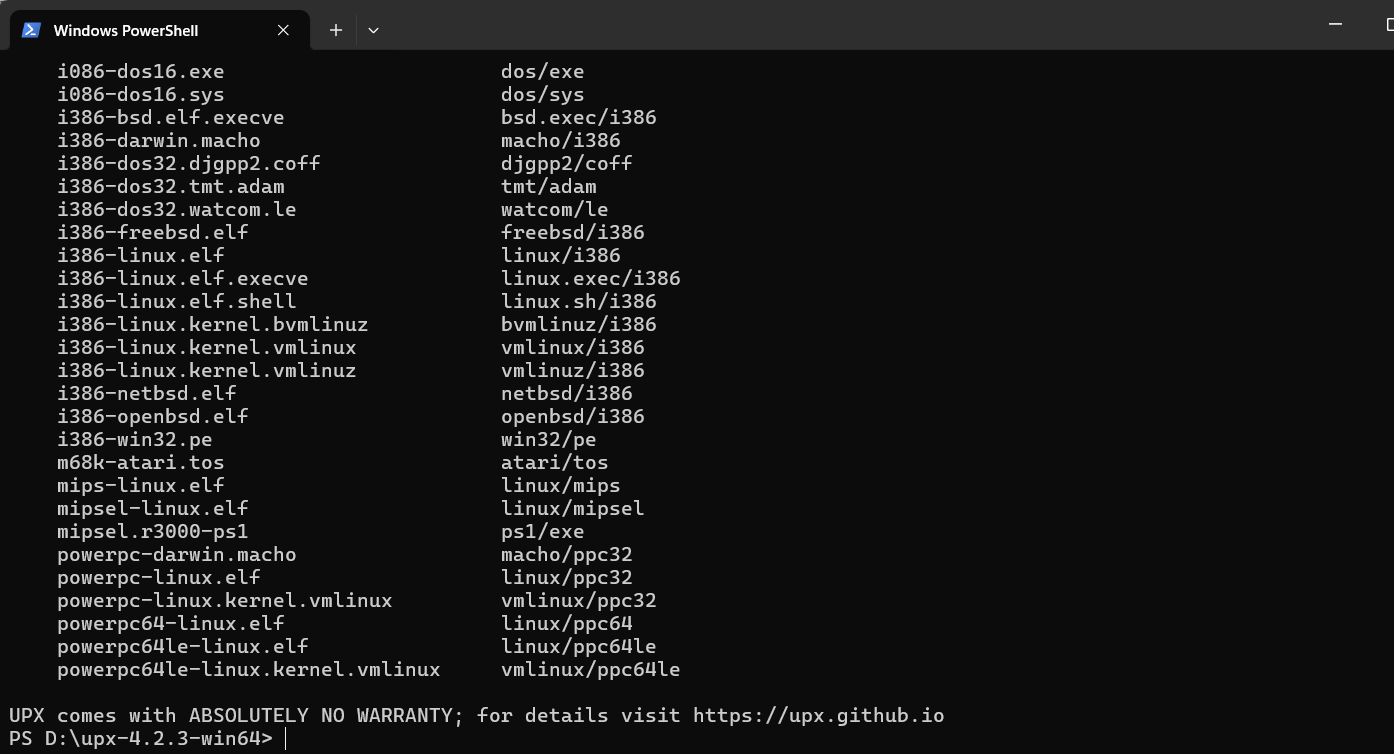 Windows PowerShell
i086-dos16.exe dos/exe
i086-dos16.sys dos/sys
i386-bsd.elf.execve bsd.exec/i386
i386-darwin.macho macho/i386
i386-dos32.djgpp2.coff djgpp2/coff
i386-dos32.tmt.adam tmt/adam
i386-dos32.watcom.le watcom/le
i386-freebsd.elf freebsd/i386
i386-linux.elf linux/i386
i386-linux.elf.execve linux.exec/i386
i386-linux.elf.shell linux.sh/i386
i386-linux.kernel.bvmlinuz bvmlinuz/i386
i386-linux.kernel.vmlinux vmlinux/i386
i386-linux.kernel.vmlinuz vmlinuz/i386
i386-netbsd.elf netbsd/i386
i386-openbsd.elf openbsd/i386
i386-win32.pe win32/pe
m68k-atari.tos atari/tos
mips-linux.elf linux/mips
mipsel-linux.elf linux/mipsel
mipsel.r3000-ps1 ps1/exe
powerpc-darwin.macho macho/ppc32
powerpc-linux.elf linux/ppc32
powerpc-linux.kernel.vmlinux vmlinux/ppc32
powerpc64-linux.elf linux/ppc64
powerpc64le-linux.elf linux/ppc64le
powerpc64le-linux.kernel.vmlinux vmlinux/ppc64le
UPX comes with ABSOLUTELY NO WARRANTY; for details visit https://upx.github.io
PS D:\upx-4.2.3-win64>